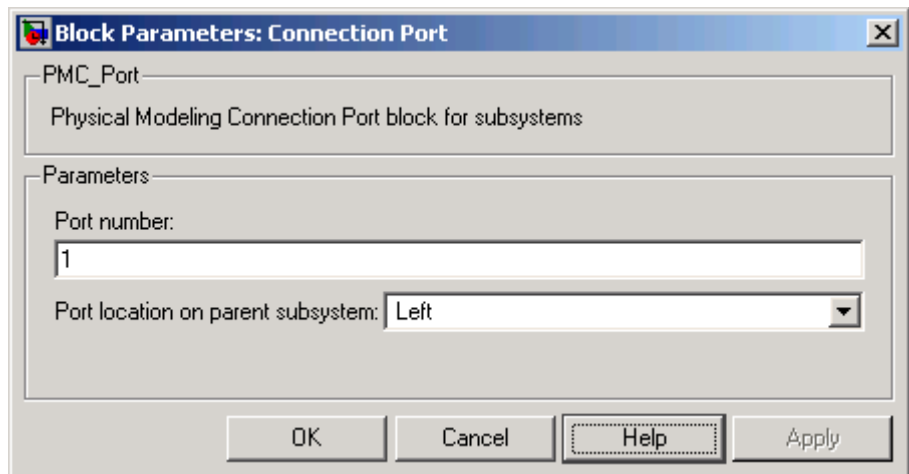 Block Parameters: Connection Port
PMC_Port
Physical Modeling Connection Port block for subsystems
Parameters
Port number:
1
Port location on parent subsystem: Left
OK Cancel Help Apply